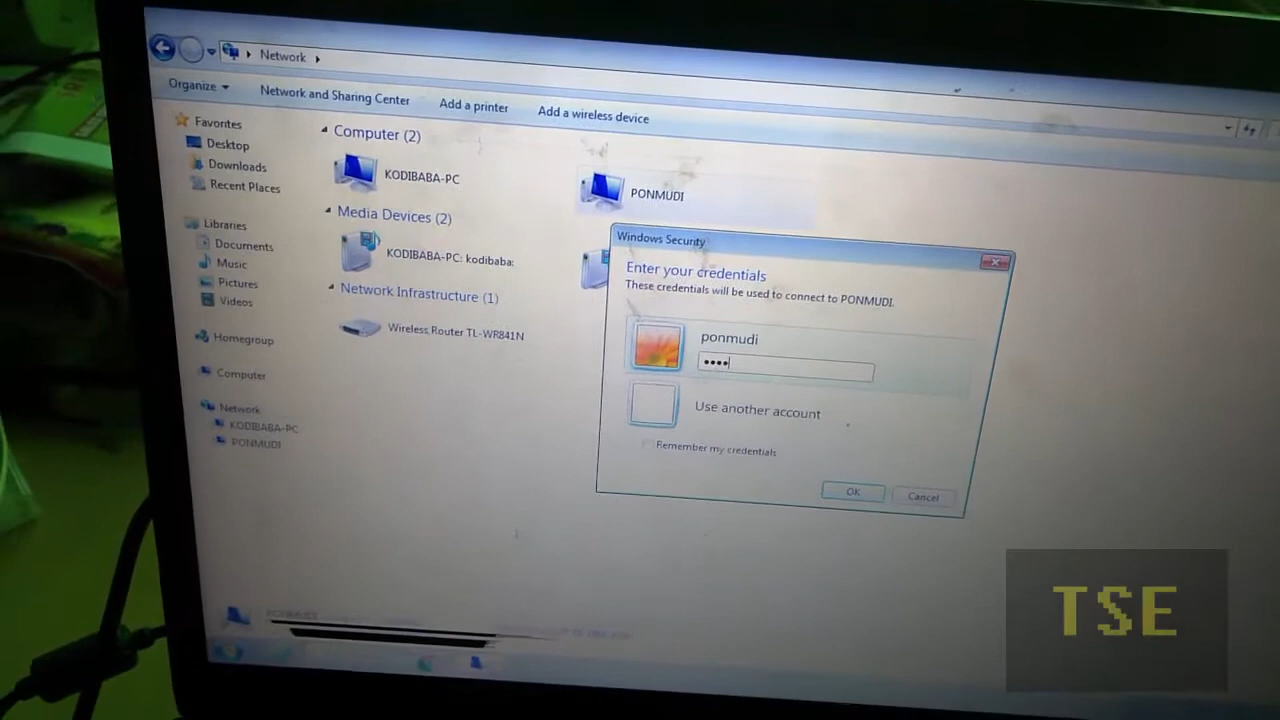 Network
Organize
Network and Sharing Center
Add a printer
Add a wireless device
Favorites
Desktop
Downloads
Recent Places
Libraries
Documents
Music
Pictures
Videos
Homegroup
Computer
Network
KODIBABA-PC
PONMUDI
Computer (2)
KODIBABA-PC
PONMUDI
Media Devices (2)
KODIBABA-PC: kodibaba:
Network Infrastructure (1)
Wireless Router TL-WR841N
Windows Security
Enter your credentials
These credentials will be used to connect to PONMUDI.
ponmudi
••••
Use another account
Remember my credentials
OK
Cancel
TSE